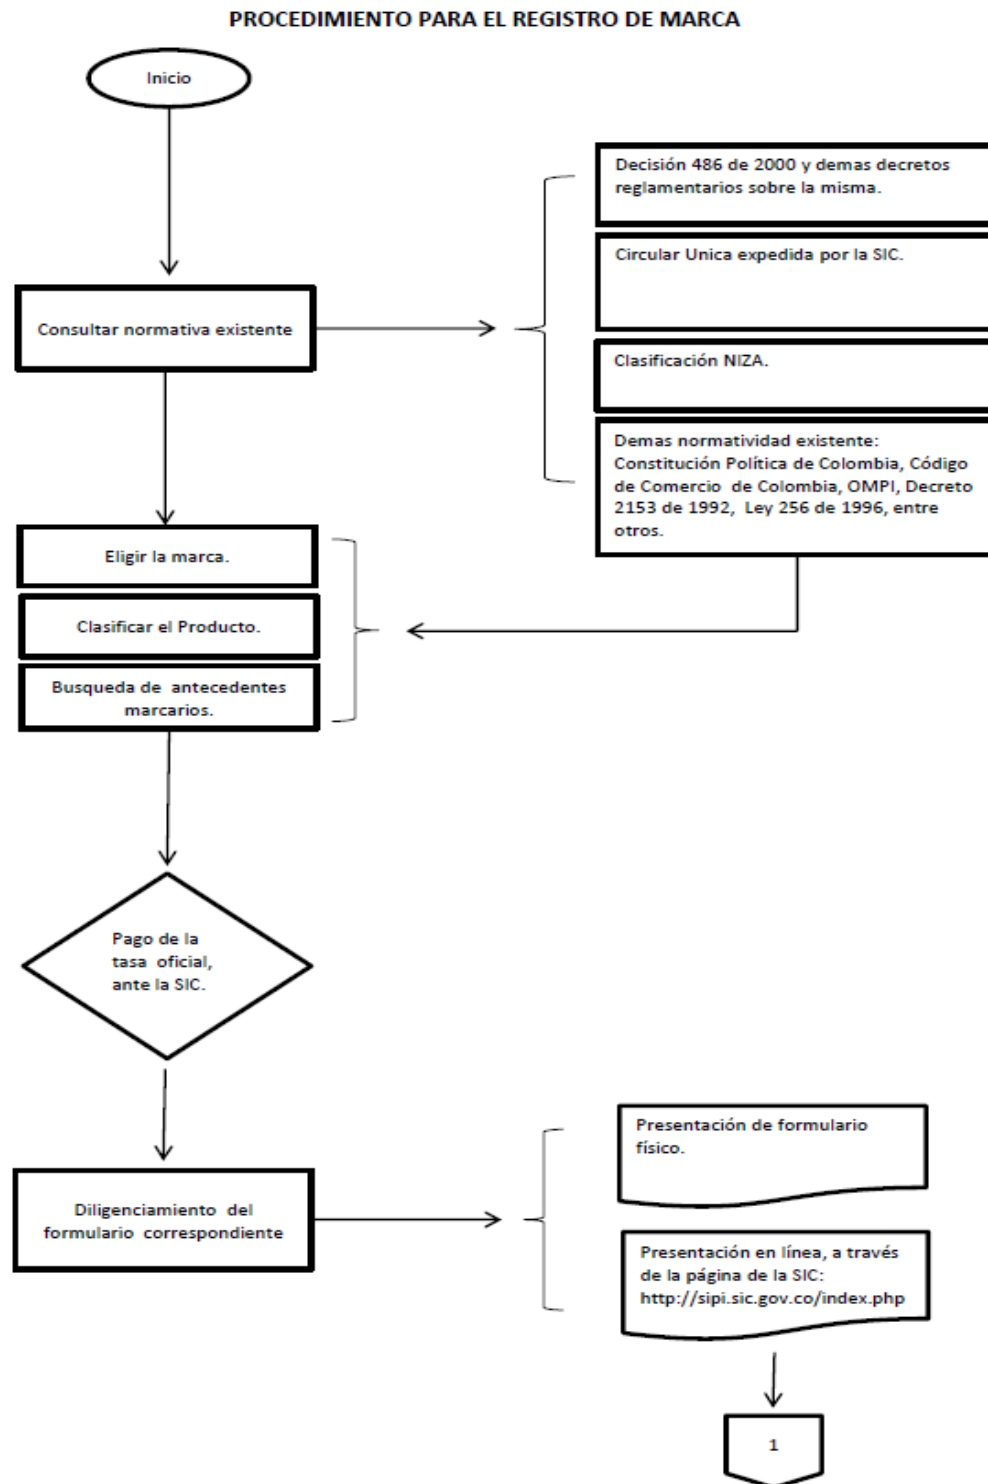 PROCEDIMIENTO PARA EL REGISTRO DE MARCA
Inicio
Decisión 486 de 2000 y demas decretos
reglamentarios sobre la misma.
Circular Unica expedida por la SIC.
Consultar normativa existente
Clasificación NIZA.
Demas normatividad existente:
Constitución Política de Colombia, Código
de Comercio de Colombia, OMPI, Decreto
2153 de 1992, Ley 256 de 1996, entre
otros.
Eligir la marca.
Clasificar el Producto.
Busqueda de antecedentes
marcarios.
Pago de la
tasa oficial,
ante la SIC.
Diligenciamiento del
formulario correspondiente
Presentación de formulario
físico.
Presentación en línea, a través
de la página de la SIC:
http://sipi.sic.gov.co/index.php
1